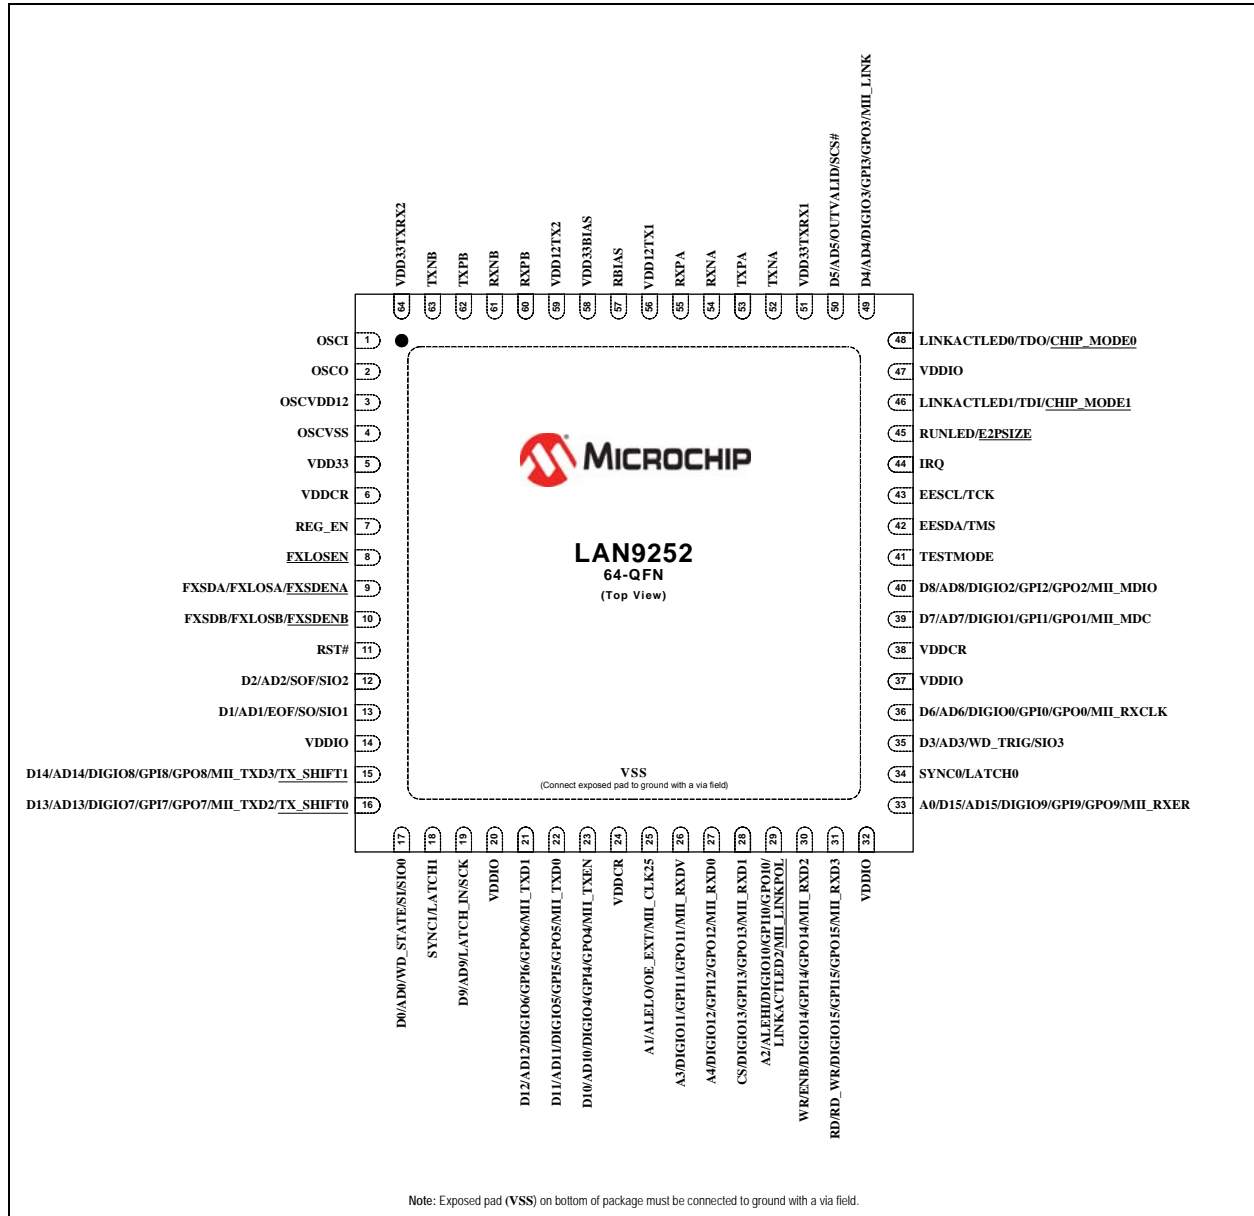 D4/AD4/DIGIO3/GPI3/GPO3/MII_LINK
D5/AD5/OUTVALID/SCS#
VDD33TXRX1
TXNA
TXPA
RXNA
RXPA
VDD12TX1
RBIAS
VDD33BIAS
VDD12TX2
RXPB
RXNB
TXPB
TXNB
VDD33TXRX2
64 63 62 61 60 59 58 57 56 55 54 53 52 51 50 49
OSCI 1
OSCO 2
OSCVDD12 3
OSCVSS 4
VDD33 5
VDDCR 6
REG_EN 7
FXLOSEN 8
FXSDA/FXLOSA/FXSDENA 9
FXSDB/FXLOSB/FXSDENB 10
RST# 11
D2/AD2/SOF/SIO2 12
D1/AD1/EOF/SO/SIO1 13
VDDIO 14
D14/AD14/DIGIO8/GPI8/GPO8/MII_TXD3/TX_SHIFT1 15
D13/AD13/DIGIO7/GPI7/GPO7/MII_TXD2/TX_SHIFT0 16
MICROCHIP
LAN9252
64-QFN
(Top View)
VSS
(Connect exposed pad to ground with a via field)
48 LINKACTLED0/TDO/CHIP_MODE0
47 VDDIO
46 LINKACTLED1/TDI/CHIP_MODE1
45 RUNLED/E2PSIZE
44 IRQ
43 EESCL/TCK
42 EESDA/TMS
41 TESTMODE
40 D8/AD8/DIGIO2/GPI2/GPO2/MII_MDIO
39 D7/AD7/DIGIO1/GPI1/GPO1/MII_MDC
38 VDDCR
37 VDDIO
36 D6/AD6/DIGIO0/GPI0/GPO0/MII_RXCLK
35 D3/AD3/WD_TRIG/SIO3
34 SYNC0/LATCH0
33 A0/D15/AD15/DIGIO9/GPI9/GPO9/MII_RXER
17 18 19 20 21 22 23 24 25 26 27 28 29 30 31 32
D0/AD0/WD_STATE/SI/SIO0
SYNC1/LATCH1
D9/AD9/LATCH_IN/SCK
VDDIO
D12/AD12/DIGIO6/GPI6/GPO6/MII_TXD1
D11/AD11/DIGIO5/GPI5/GPO5/MII_TXD0
D10/AD10/DIGIO4/GPI4/GPO4/MII_TXEN
VDDCR
A1/ALELO/OE_EXT/MII_CLK25
A3/DIGIO11/GPI11/GPO11/MII_RXDV
A4/DIGIO12/GPI12/GPO12/MII_RXD0
CS/DIGIO13/GPI13/GPO13/MII_RXD1
A2/ALEHI/DIGIO10/GPI10/GPO10/
LINKACTLED2/MII_LINKPOL
WR/ENB/DIGIO14/GPI14/GPO14/MII_RXD2
RD/RD_WR/DIGIO15/GPI15/GPO15/MII_RXD3
VDDIO
Note: Exposed pad (VSS) on bottom of package must be connected to ground with a via field.